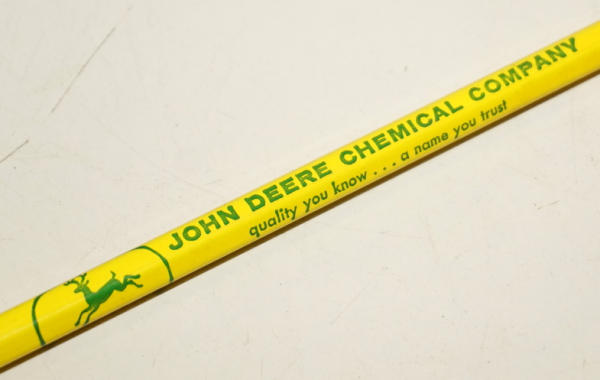 JOHN DEERE CHEMICAL COMPANY
quality you know . . . a name you trust